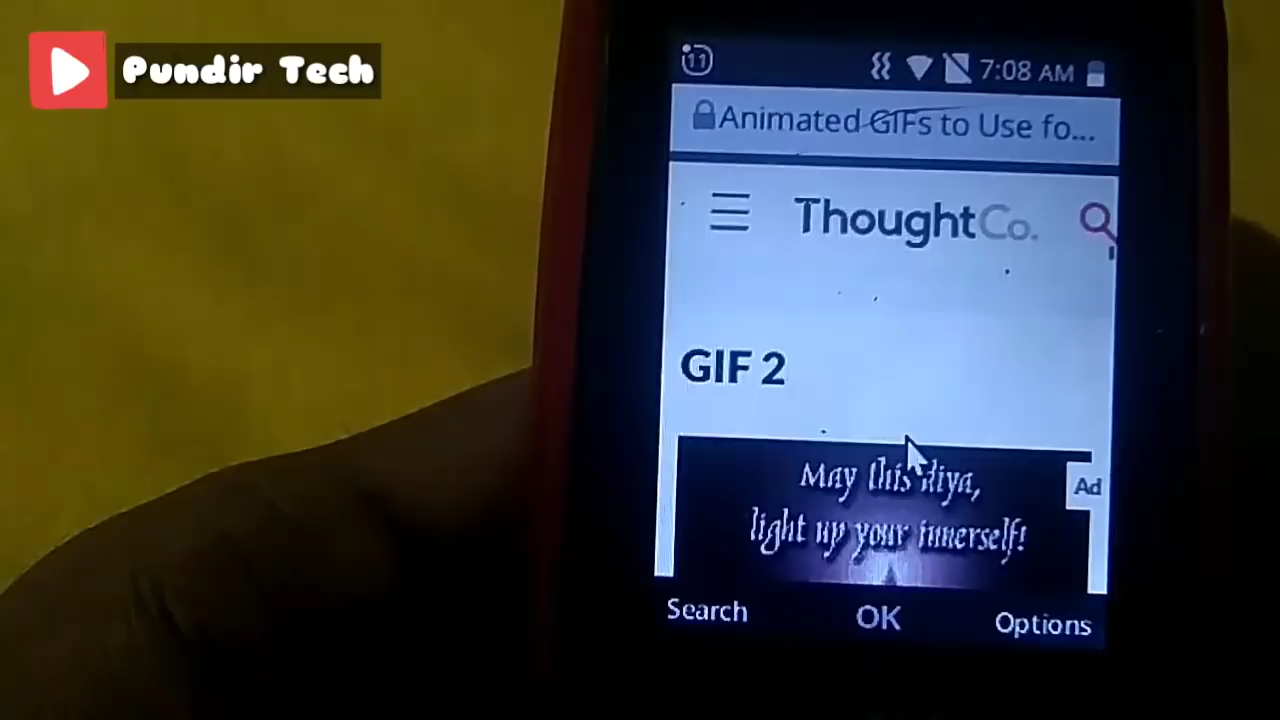 Pundir Tech
11
7:08 AM
Animated GIFs to Use fo...
ThoughtCo.
GIF 2
May this diya,
light up your innerself!
Ad
Search OK Options